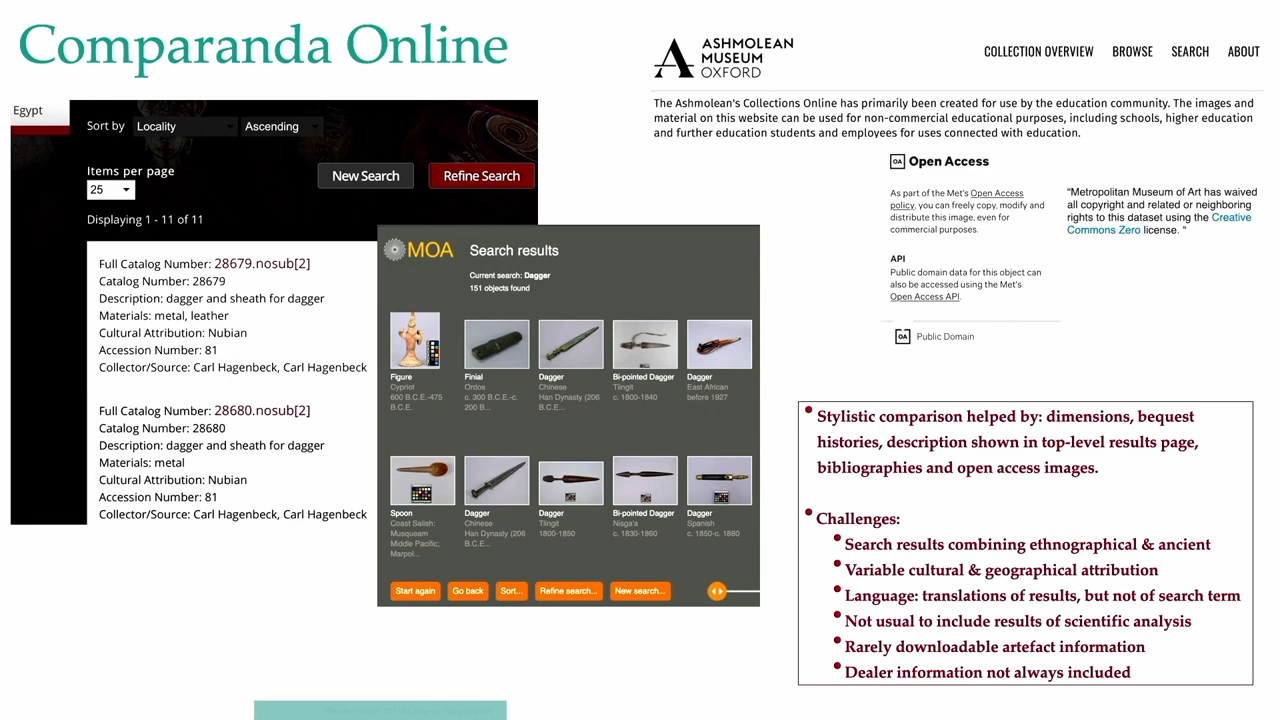 Comparanda Online
Egypt
Sort by
Locality
Ascending
Items per page
25
New Search
Refine Search
Displaying 1 - 11 of 11
Full Catalog Number: 28679.nosub[2]
Catalog Number: 28679
Description: dagger and sheath for dagger
Materials: metal, leather
Cultural Attribution: Nubian
Accession Number: 81
Collector/Source: Carl Hagenbeck, Carl Hagenbeck
Full Catalog Number: 28680.nosub[2]
Catalog Number: 28680
Description: dagger and sheath for dagger
Materials: metal
Cultural Attribution: Nubian
Accession Number: 81
Collector/Source: Carl Hagenbeck, Carl Hagenbeck
MOA
Search results
Current search: Dagger
151 objects found
Figure
Cypriot
600 B.C.E.-475
B.C.E.
Finial
Ordos
c. 300 B.C.E.-c.
200 B...
Dagger
Chinese
Han Dynasty (206
B.C.E...
Bi-pointed Dagger
Tlingit
c. 1800-1840
Dagger
East African
before 1927
Spoon
Coast Salish:
Musqueam
Middle Pacific;
Marpol...
Dagger
Chinese
Han Dynasty (206
B.C.E...
Dagger
Tlingit
1800-1850
Bi-pointed Dagger
Nisga'a
c. 1830-1860
Dagger
Spanish
c. 1850-c. 1880
Start again
Go back
Sort...
Refine search...
New search...
ASHMOLEAN
MUSEUM
OXFORD
COLLECTION OVERVIEW
BROWSE
SEARCH
ABOUT
The Ashmolean's Collections Online has primarily been created for use by the education community. The images and
material on this website can be used for non-commercial educational purposes, including schools, higher education
and further education students and employees for uses connected with education.
OA Open Access
As part of the Met's Open Access
policy, you can freely copy, modify and
distribute this image, even for
commercial purposes.
API
Public domain data for this object can
also be accessed using the Met's
Open Access API.
OA Public Domain
“Metropolitan Museum of Art has waived
all copyright and related or neighboring
rights to this dataset using the Creative
Commons Zero license. “
• Stylistic comparison helped by: dimensions, bequest
histories, description shown in top-level results page,
bibliographies and open access images.
• Challenges:
• Search results combining ethnographical & ancient
• Variable cultural & geographical attribution
• Language: translations of results, but not of search term
• Not usual to include results of scientific analysis
• Rarely downloadable artefact information
• Dealer information not always included